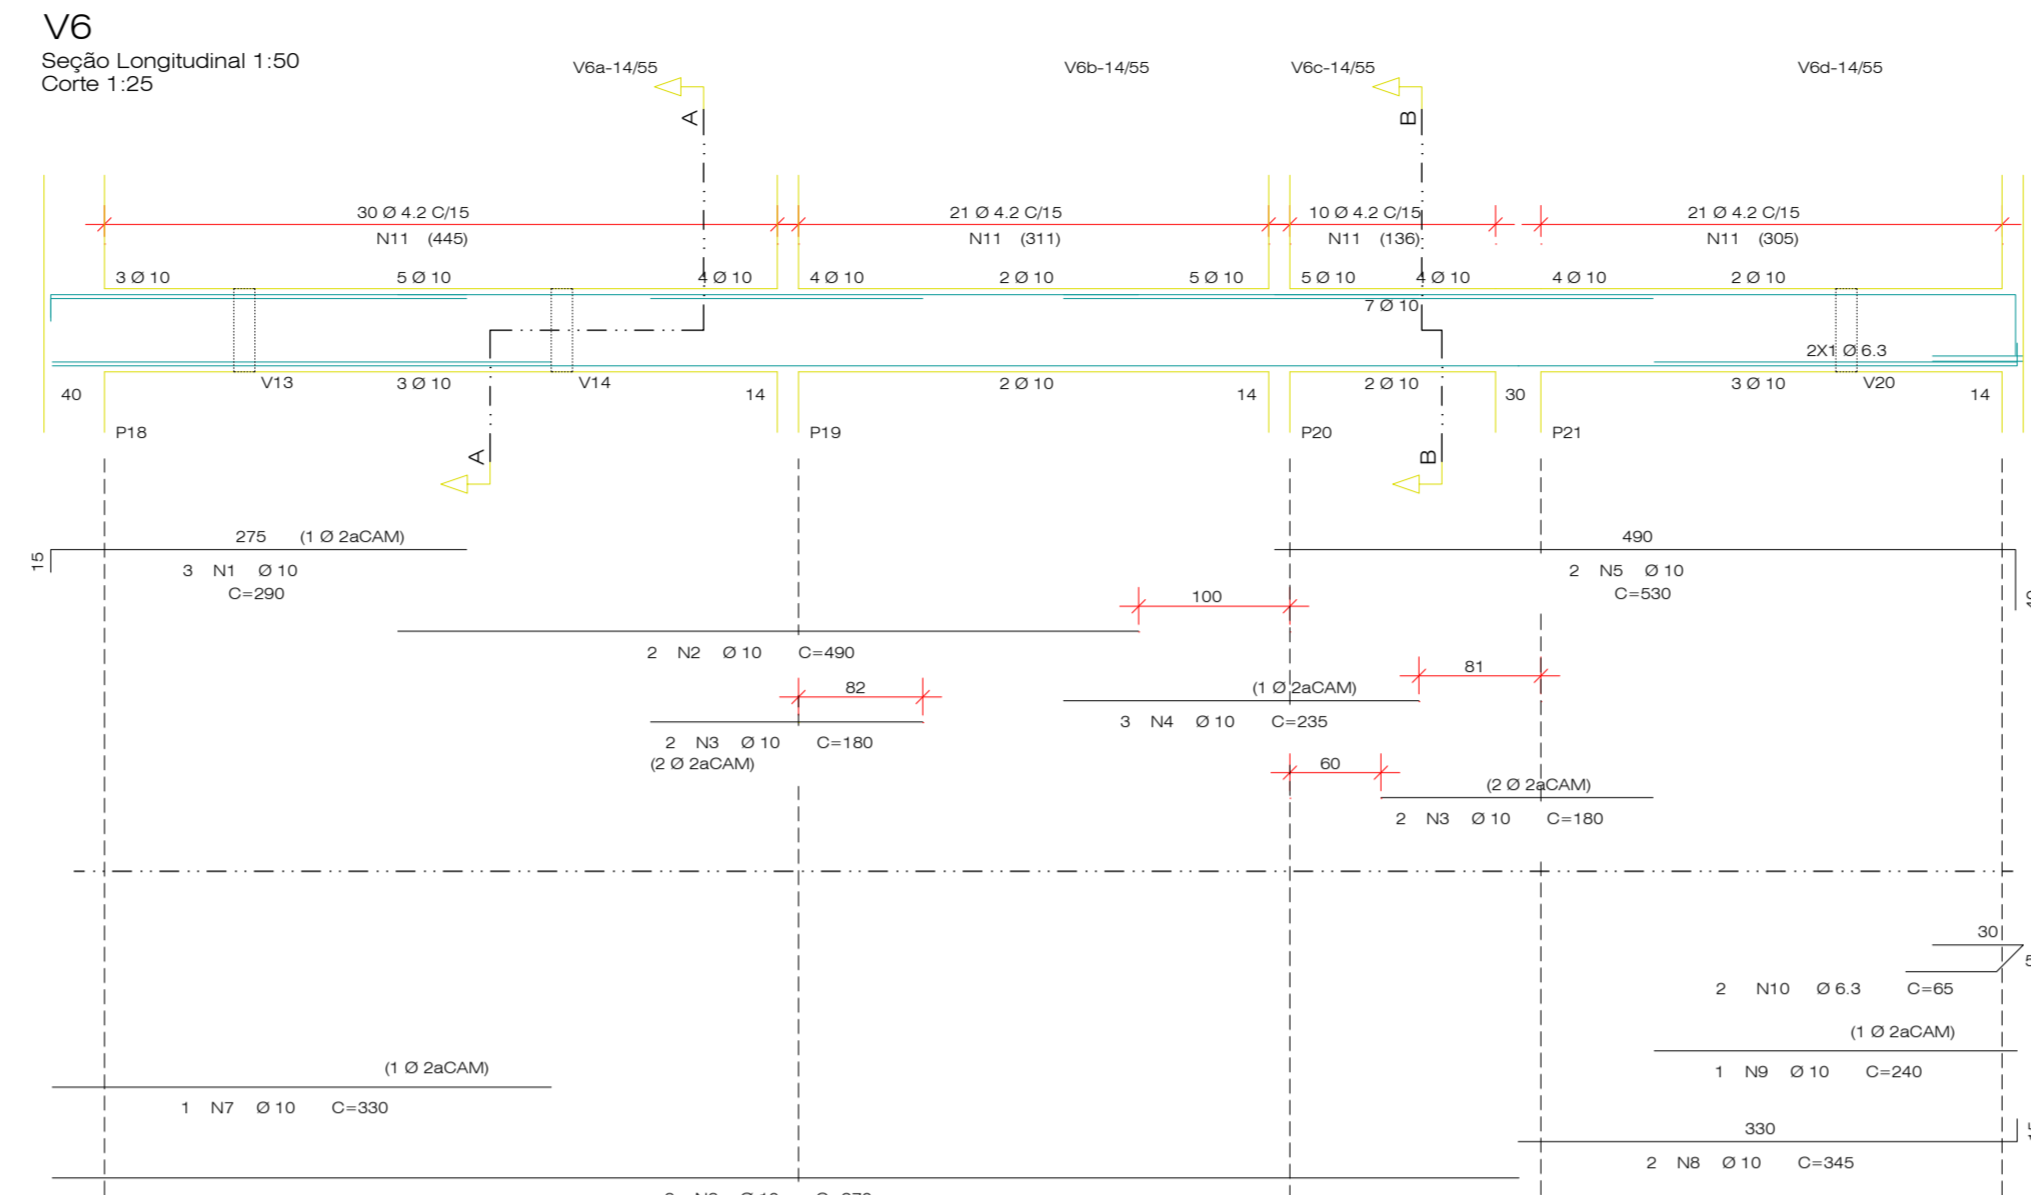 V6
Seção Longitudinal 1:50
Corte 1:25
V6a-14/55 V6b-14/55 V6c-14/55 V6d-14/55
A B
30 Ø 4.2 C/15 21 Ø 4.2 C/15 10 Ø 4.2 C/15 21 Ø 4.2 C/15
N11 (445) N11 (311) N11 (136) N11 (305)
3 Ø 10 5 Ø 10 4 Ø 10 4 Ø 10 2 Ø 10 5 Ø 10 5 Ø 10 4 Ø 10 4 Ø 10 2 Ø 10
7 Ø 10
2X1 Ø 6.3
V13 3 Ø 10 V14 2 Ø 10 2 Ø 10 3 Ø 10 V20
40 14 14 30 14
P18 P19 P20 P21
A B
275 (1 Ø 2aCAM) 490
15
3 N1 Ø 10 2 N5 Ø 10
C=290 C=530
100
2 N2 Ø 10 C=490
81
82 (1 Ø 2aCAM)
3 N4 Ø 10 C=235
2 N3 Ø 10 C=180
(2 Ø 2aCAM)
60
(2 Ø 2aCAM)
2 N3 Ø 10 C=180
30
2 N10 Ø 6.3 C=65
(1 Ø 2aCAM)
(1 Ø 2aCAM)
1 N9 Ø 10 C=240
1 N7 Ø 10 C=330
330
2 N8 Ø 10 C=345